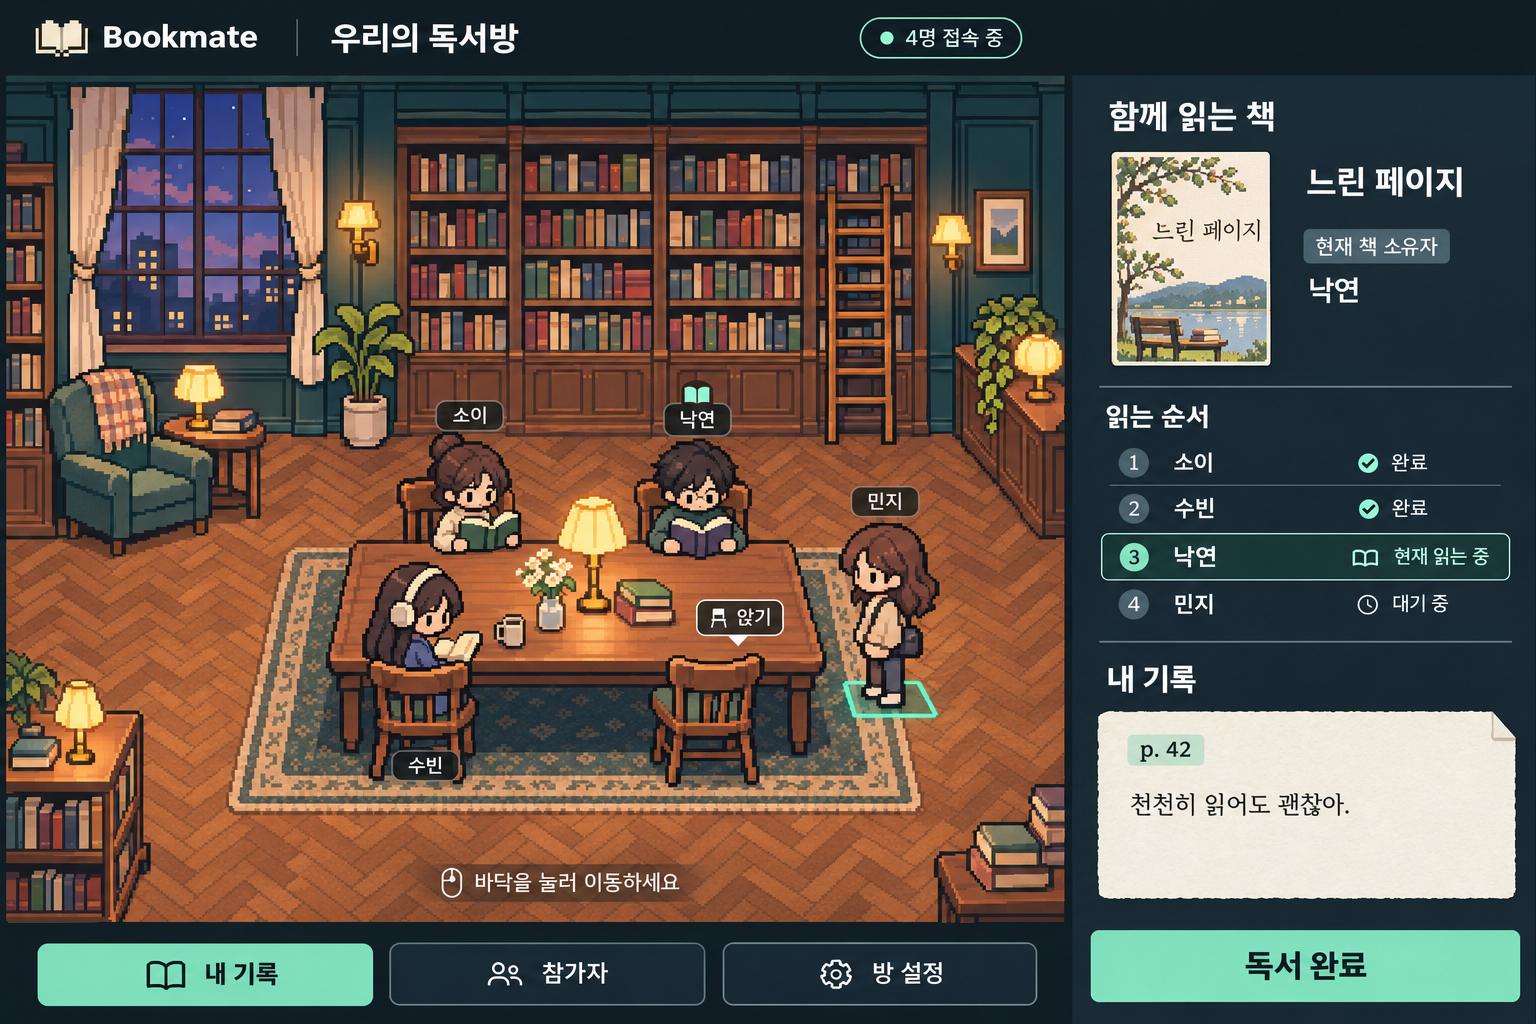 Bookmate
우리의 독서방
4명 접속 중
소이
낙연
민지
앉기
수빈
바닥을 눌러 이동하세요
내 기록
참가자
방 설정
함께 읽는 책
느린 페이지
느린 페이지
현재 책 소유자
낙연
읽는 순서
1 소이 완료
2 수빈 완료
3 낙연 현재 읽는 중
4 민지 대기 중
내 기록
p. 42
천천히 읽어도 괜찮아.
독서 완료